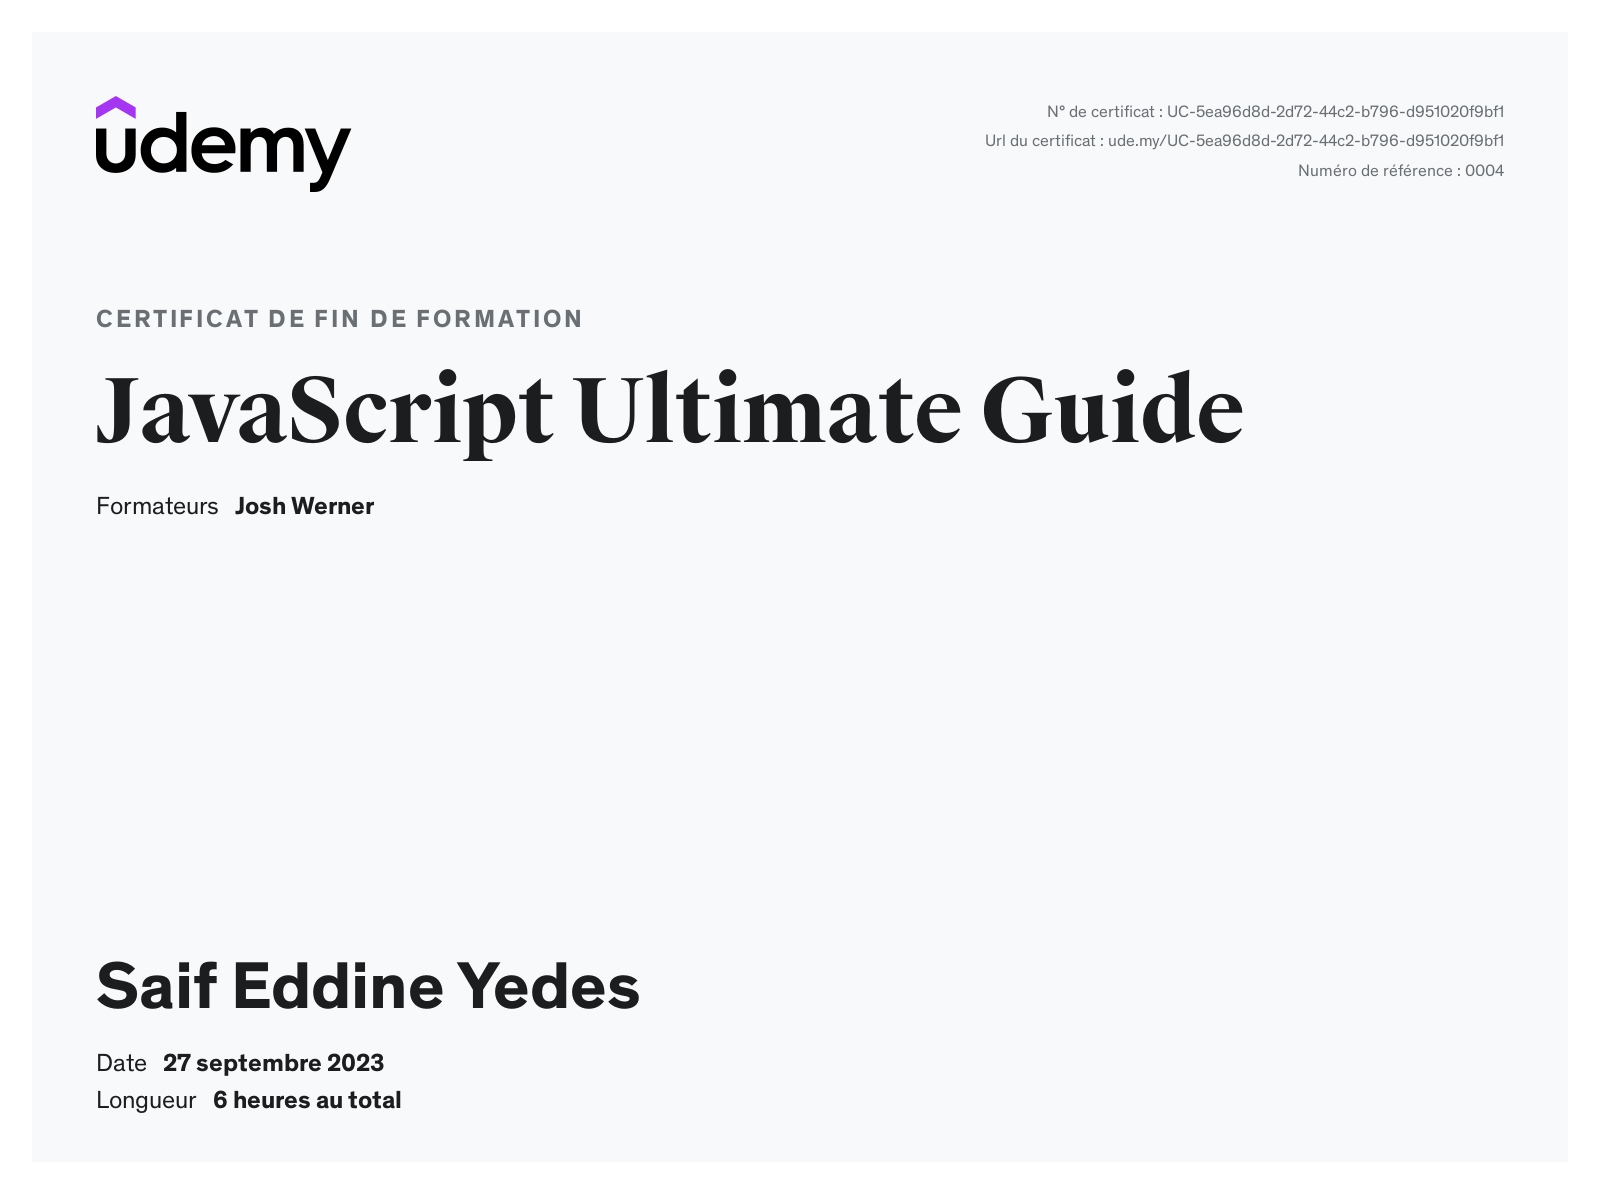 udemy
N° de certificat : UC-5ea96d8d-2d72-44c2-b796-d951020f9bf1
Url du certificat : ude.my/UC-5ea96d8d-2d72-44c2-b796-d951020f9bf1
Numéro de référence : 0004
CERTIFICAT DE FIN DE FORMATION
JavaScript Ultimate Guide
Formateurs Josh Werner
Saif Eddine Yedes
Date 27 septembre 2023
Longueur 6 heures au total